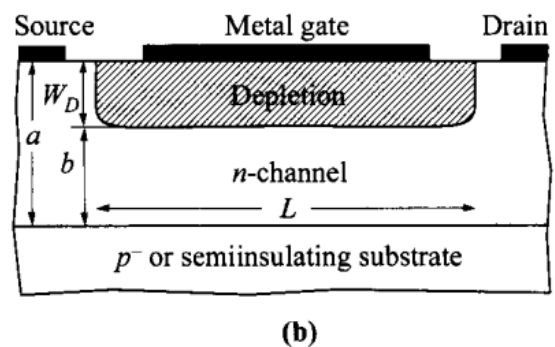 Source Metal gate Drain
W_D
Depletion
a
b
n-channel
L
p⁻ or semiinsulating substrate
(b)